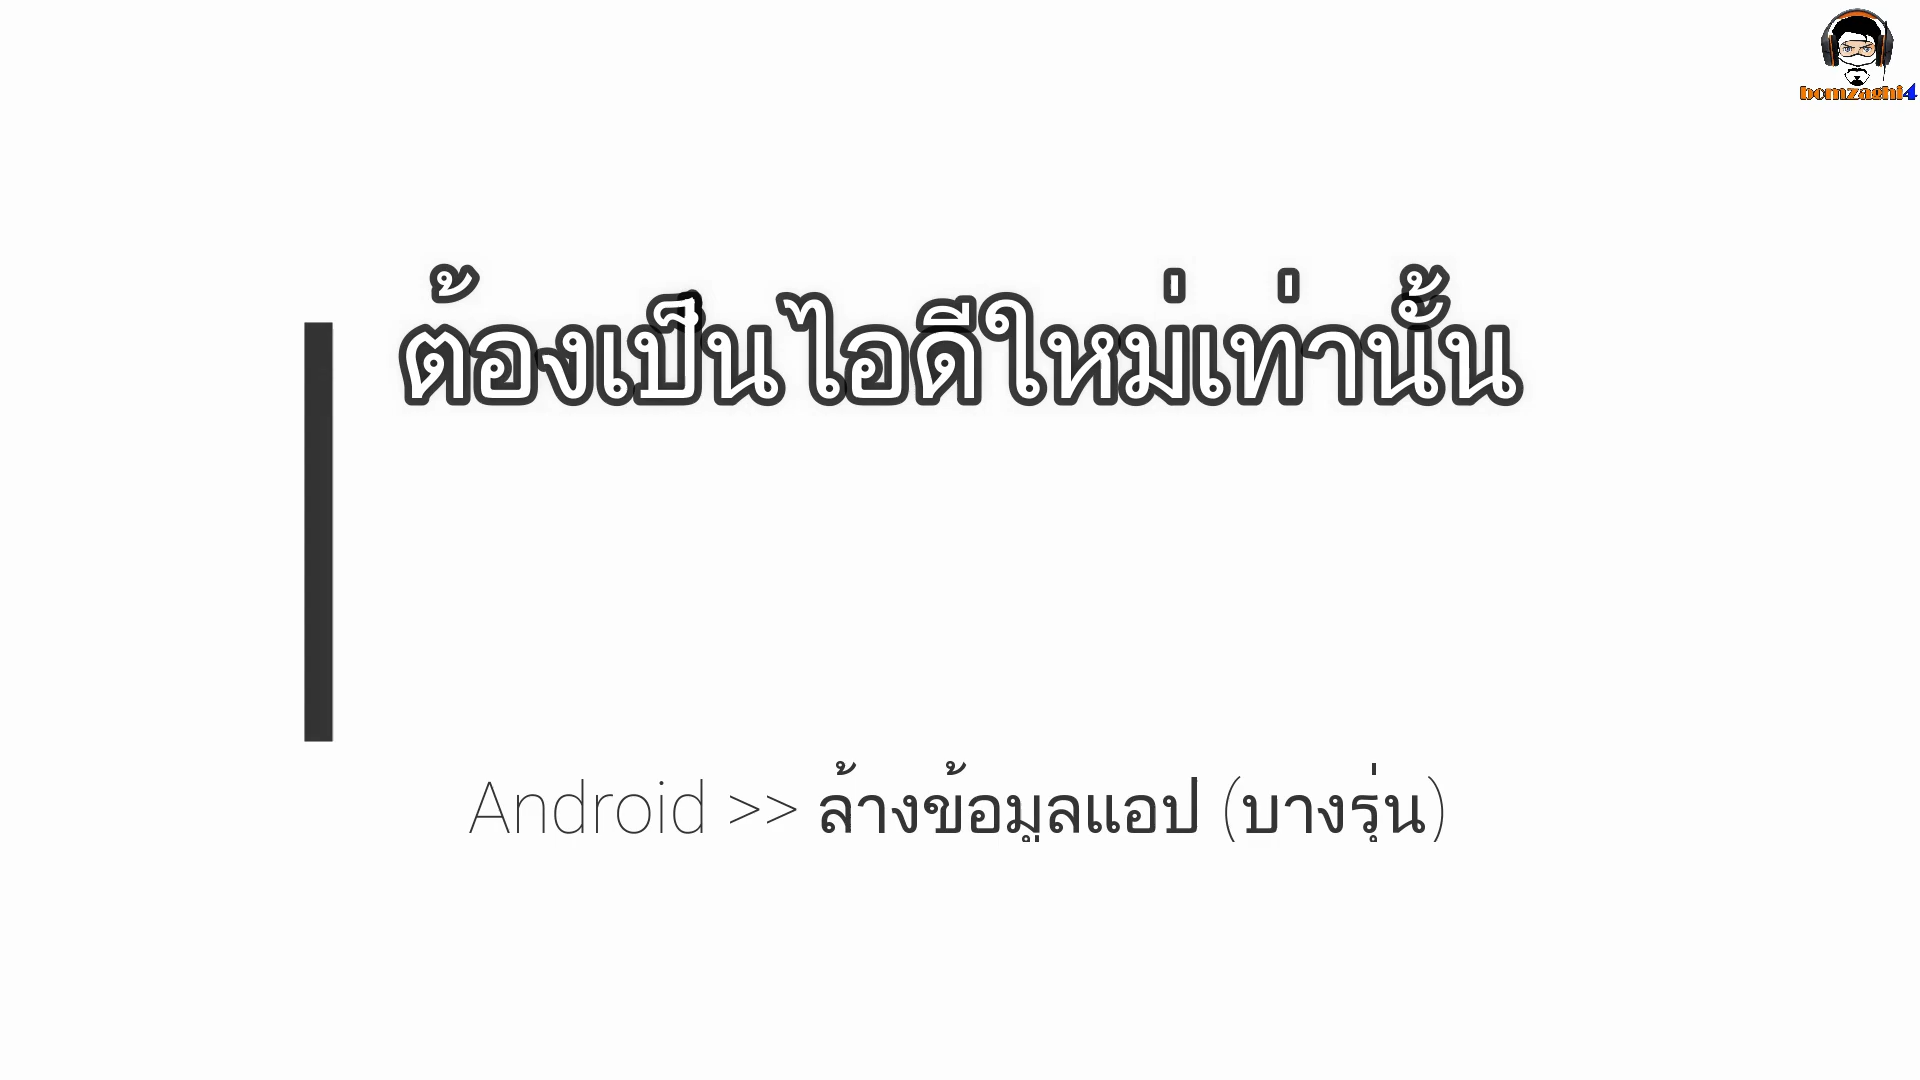 bomzaghi4
ต้องเป็นไอดีใหม่เท่านั้น
Android >> ล้างข้อมูลแอป (บางรุ่น)